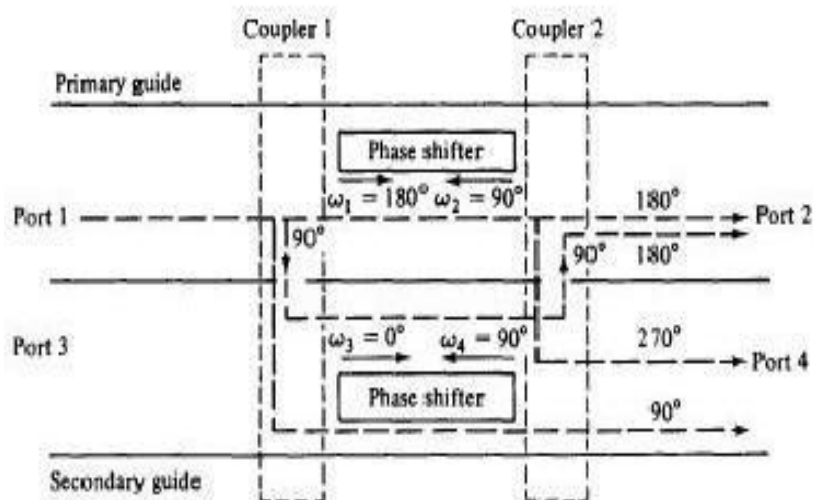 Coupler 1
Coupler 2
Primary guide
Phase shifter
ω₁ = 180° ω₂ = 90°
180°
Port 1
Port 2
90°
90°
180°
Port 3
ω₃ = 0° ω₄ = 90°
270°
Port 4
Phase shifter
90°
Secondary guide